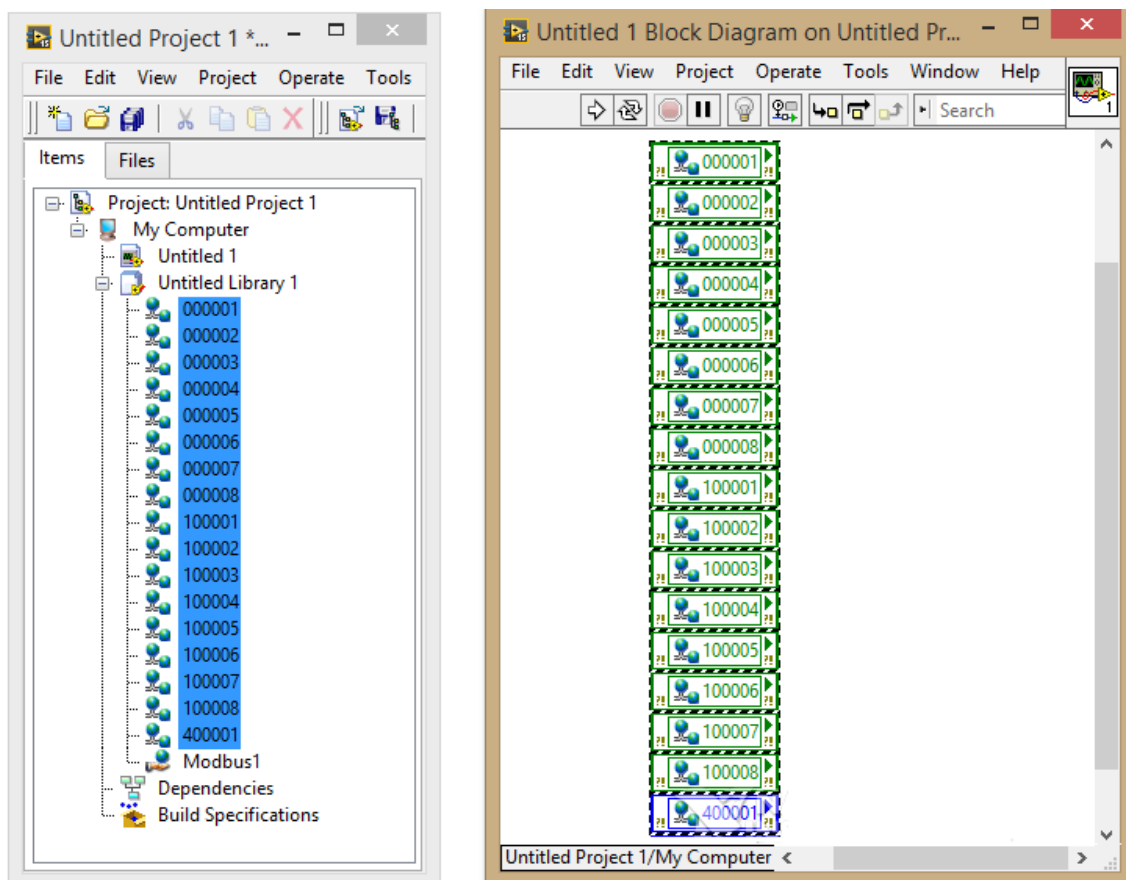 Untitled Project 1 *...
File Edit View Project Operate Tools
Items Files
Project: Untitled Project 1
My Computer
Untitled 1
Untitled Library 1
000001
000002
000003
000004
000005
000006
000007
000008
100001
100002
100003
100004
100005
100006
100007
100008
400001
Modbus1
Dependencies
Build Specifications
Untitled 1 Block Diagram on Untitled Pr...
File Edit View Project Operate Tools Window Help
Search
1
000001
000002
000003
000004
000005
000006
000007
000008
100001
100002
100003
100004
100005
100006
100007
100008
400001
Untitled Project 1/My Computer